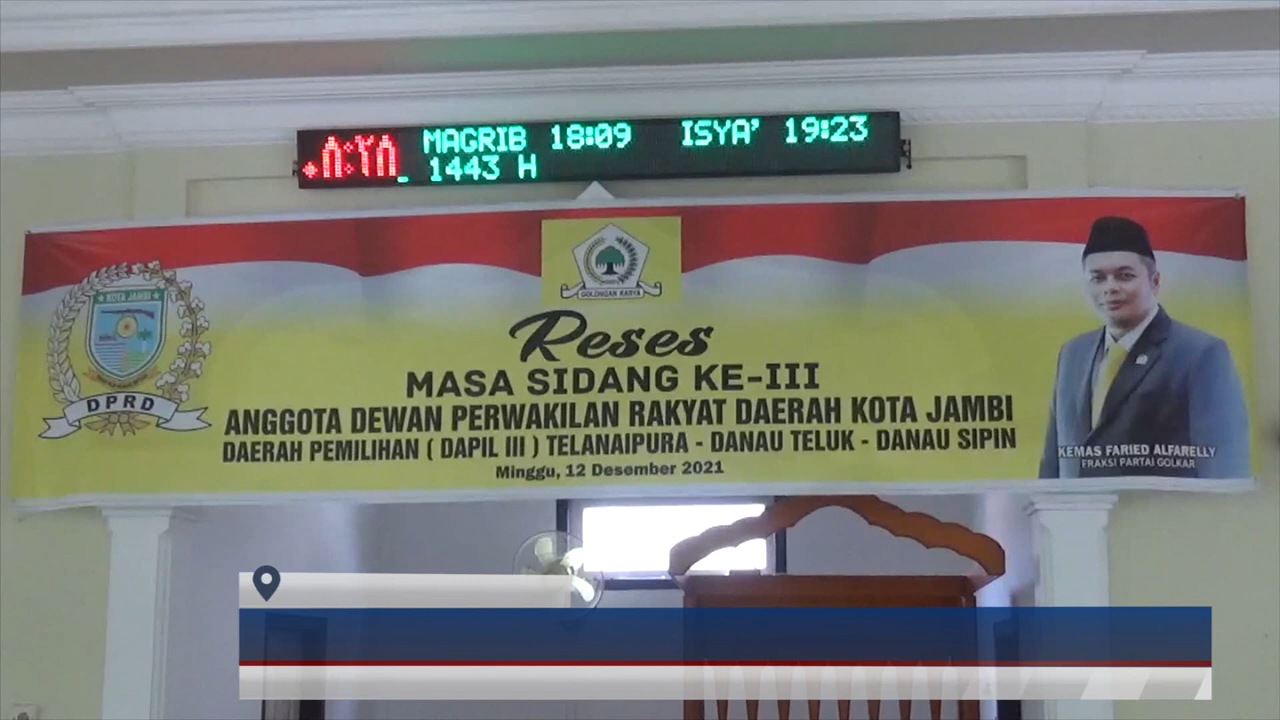 MAGRIB 18:09 ISYA' 19:23
1443 H
GOLONGAN KARYA
KOTA JAMBI
DPRD
Reses
MASA SIDANG KE-III
ANGGOTA DEWAN PERWAKILAN RAKYAT DAERAH KOTA JAMBI
DAERAH PEMILIHAN ( DAPIL III ) TELANAIPURA - DANAU TELUK - DANAU SIPIN
Minggu, 12 Desember 2021
KEMAS FARIED ALFARELLY
FRAKSI PARTAI GOLKAR